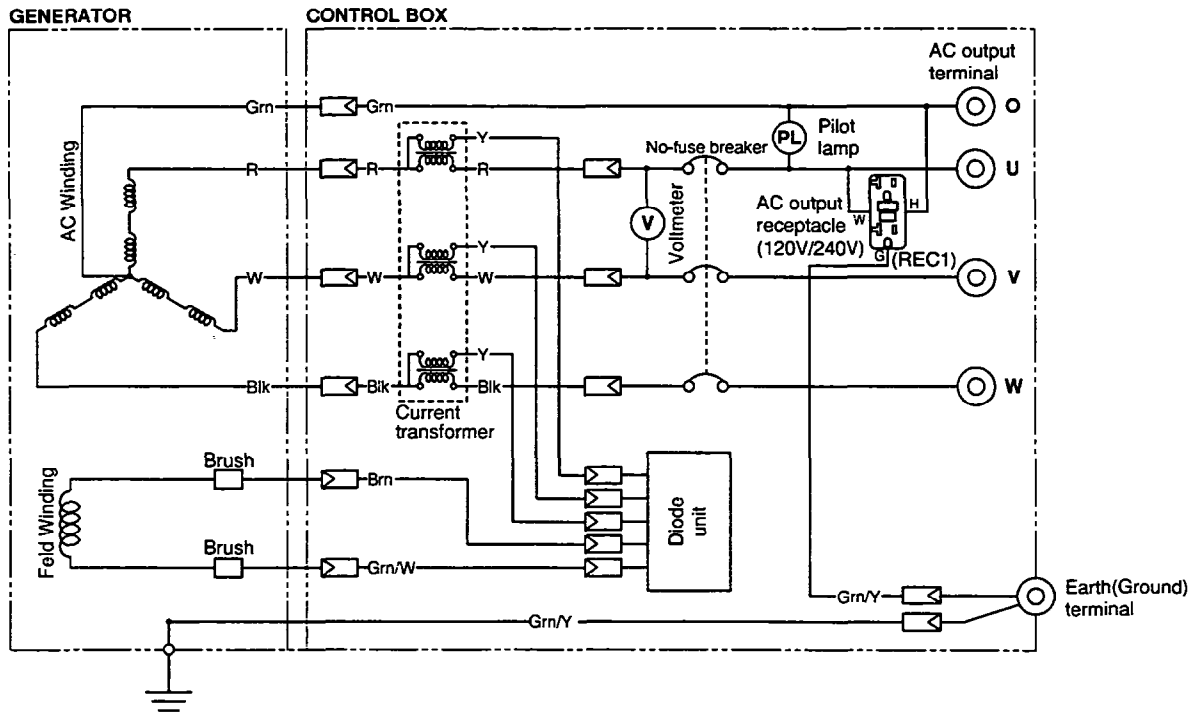 GENERATOR
CONTROL BOX
AC output
terminal
Grn
Grn
O
Y
PL
Pilot
lamp
No-fuse breaker
R
R
R
U
AC Winding
V
Voltmeter
AC output
receptacle
(120V/240V)
W
H
G
(REC1)
Y
W
W
W
V
Y
Blk
Blk
Blk
W
Current
transformer
Brush
Brn
Feld Winding
Diode
unit
Brush
Grn/W
Grn/Y
Earth(Ground)
terminal
Grn/Y